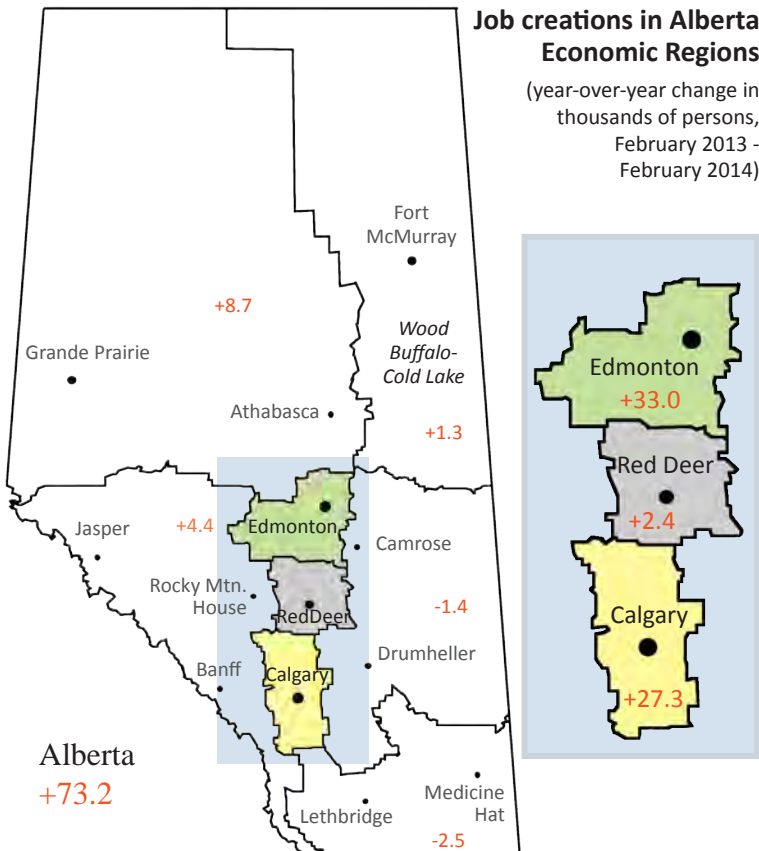 Job creations in Alberta
Economic Regions
(year-over-year change in
thousands of persons,
February 2013 -
February 2014)
Fort
McMurray
+8.7
Wood
Buffalo-
Cold Lake
Grande Prairie
Athabasca
+1.3
Edmonton
+33.0
Red Deer
+2.4
Calgary
+27.3
Jasper
+4.4
Edmonton
Camrose
Rocky Mtn.
House
RedDeer
-1.4
Banff
Calgary
Drumheller
Alberta
+73.2
Lethbridge
Medicine
Hat
-2.5